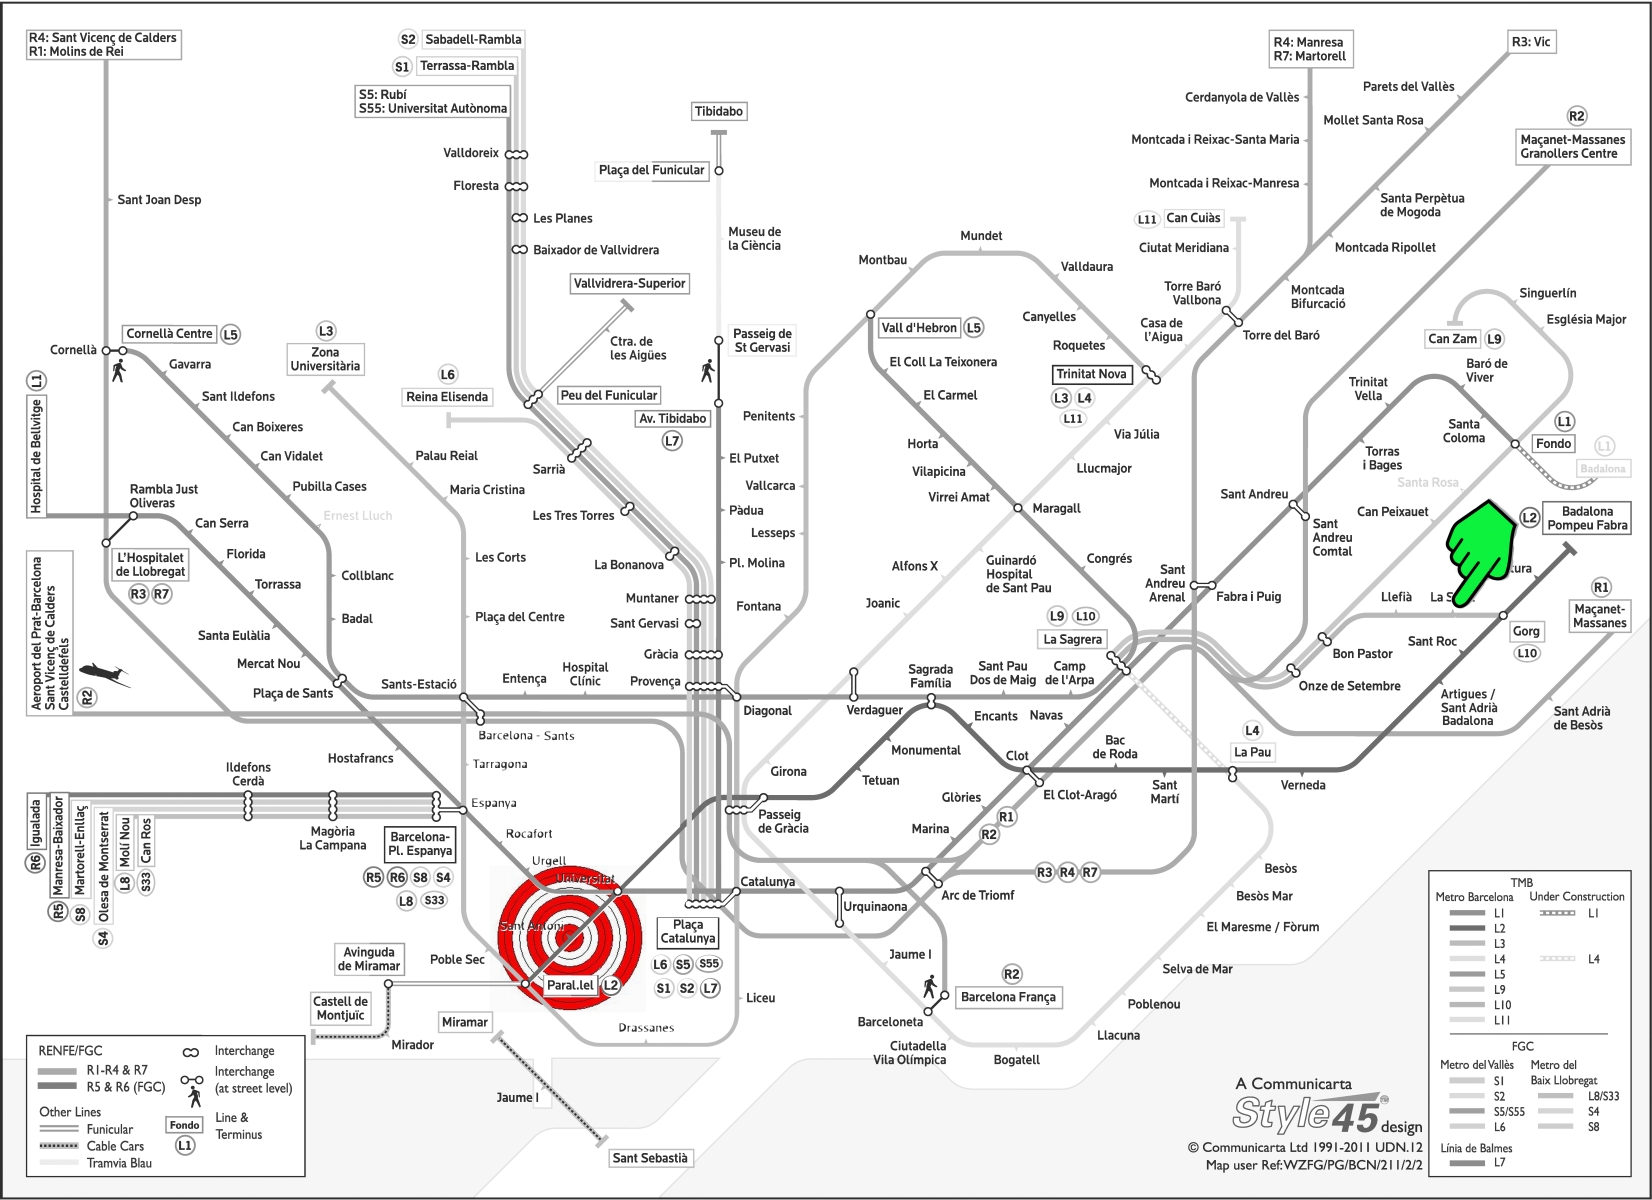 R4: Sant Vicenç de Calders
R1: Molins de Rei
S2 Sabadell-Rambla
S1 Terrassa-Rambla
S5: Rubí
S55: Universitat Autònoma
Tibidabo
R4: Manresa
R7: Martorell
R3: Vic
Cerdanyola de Vallès
Parets del Vallès
Mollet Santa Rosa
R2
Maçanet-Massanes
Granollers Centre
Montcada i Reixac-Santa Maria
Montcada i Reixac-Manresa
Valldoreix
Floresta
Plaça del Funicular
Sant Joan Desp
Les Planes
Baixador de Vallvidrera
Museu de
la Ciència
Santa Perpètua
de Mogoda
L11 Can Cuiàs
Ciutat Meridiana
Montcada Ripollet
Mundet
Montbau
Valldaura
Vallvidrera-Superior
Torre Baró
Vallbona
Montcada
Bifurcació
Singuerlín
Església Major
Canyelles
Casa de
l'Aigua
Torre del Baró
Roquetes
Can Zam L9
Cornellà
Cornellà Centre L5
Gavarra
L3
Zona
Universitària
Ctra. de
les Aigües
Passeig de
St Gervasi
Vall d'Hebron L5
El Coll La Teixonera
Trinitat Nova
L3 L4
L11
Baró de
Viver
Trinitat
Vella
L1
Hospital de Bellvitge
Sant Ildefons
L6
Reina Elisenda
Peu del Funicular
Av. Tibidabo
L7
Penitents
El Carmel
Via Júlia
Santa
Coloma
L1
Fondo
L1
Badalona
Can Boixeres
Can Vidalet
Palau Reial
Sarrià
El Putxet
Horta
Vilapicina
Llucmajor
Torras
i Bages
Santa Rosa
Pubilla Cases
Maria Cristina
Vallcarca
Virrei Amat
Sant Andreu
Rambla Just
Oliveras
Ernest Lluch
Les Tres Torres
Pàdua
Maragall
Can Peixauet
L2
Badalona
Pompeu Fabra
Can Serra
Lesseps
Sant
Andreu
Comtal
L'Hospitalet
de Llobregat
R3 R7
Florida
Les Corts
La Bonanova
Pl. Molina
Alfons X
Guinardó
Hospital
de Sant Pau
Congrés
Torrassa
Collblanc
Muntaner
Fontana
Joanic
Sant
Andreu
Arenal
Fabra i Puig
Llefià
tura
R1
Maçanet-
Massanes
Aeroport del Prat-Barcelona
Sant Vicenç de Calders
Castelldefels
R2
Badal
Plaça del Centre
Sant Gervasi
L9 L10
La Sagrera
Gorg
L10
Santa Eulàlia
Mercat Nou
Gràcia
Sant Roc
Bon Pastor
Plaça de Sants
Sants-Estació
Entença
Hospital
Clínic
Provença
Sagrada
Família
Sant Pau
Dos de Maig
Camp
de l'Arpa
Onze de Setembre
Diagonal
Verdaguer
Encants
Navas
Artigues /
Sant Adrià
Badalona
Sant Adrià
de Besòs
Barcelona - Sants
Hostafrancs
Tarragona
Monumental
Clot
Bac
de Roda
L4
La Pau
Girona
Tetuan
Sant
Martí
Verneda
Ildefons
Cerdà
Espanya
Passeig
de Gràcia
Glòries
El Clot-Aragó
Magòria
La Campana
Rocafort
Marina
R1
R2
R6 Igualada
R5 Manresa-Baixador
S8 Martorell-Enllaç
S4 Olesa de Montserrat
L8 Molí Nou
S33 Can Ros
Barcelona-
Pl. Espanya
R5 R6 S8 S4
L8 S33
Urgell
Universitat
Catalunya
R3 R4 R7
Besòs
Arc de Triomf
Besòs Mar
Urquinaona
Sant Antoni
Plaça
Catalunya
L6 S5 S55
S1 S2 L7
El Maresme / Fòrum
Avinguda
de Miramar
Poble Sec
Jaume I
Selva de Mar
Paral.lel L2
R2
Barcelona França
Castell de
Montjuïc
Liceu
Poblenou
Miramar
Drassanes
Barceloneta
Mirador
Ciutadella
Vila Olímpica
Bogatell
Llacuna
Jaume I
Sant Sebastià
RENFE/FGC
R1-R4 & R7
R5 & R6 (FGC)
Other Lines
Funicular
Cable Cars
Tramvia Blau
Interchange
Interchange
(at street level)
Fondo
L1
Line &
Terminus
TMB
Metro Barcelona
Under Construction
L1
L2
L3
L4
L5
L9
L10
L11
L1
L4
FGC
Metro del Vallès
Metro del
Baix Llobregat
S1
S2
S5/S55
L6
L8/S33
S4
S8
Línia de Balmes
L7
A Communicarta
Style45 design
© Communicarta Ltd 1991-2011 UDN.12
Map user Ref:WZFG/PG/BCN/211/2/2